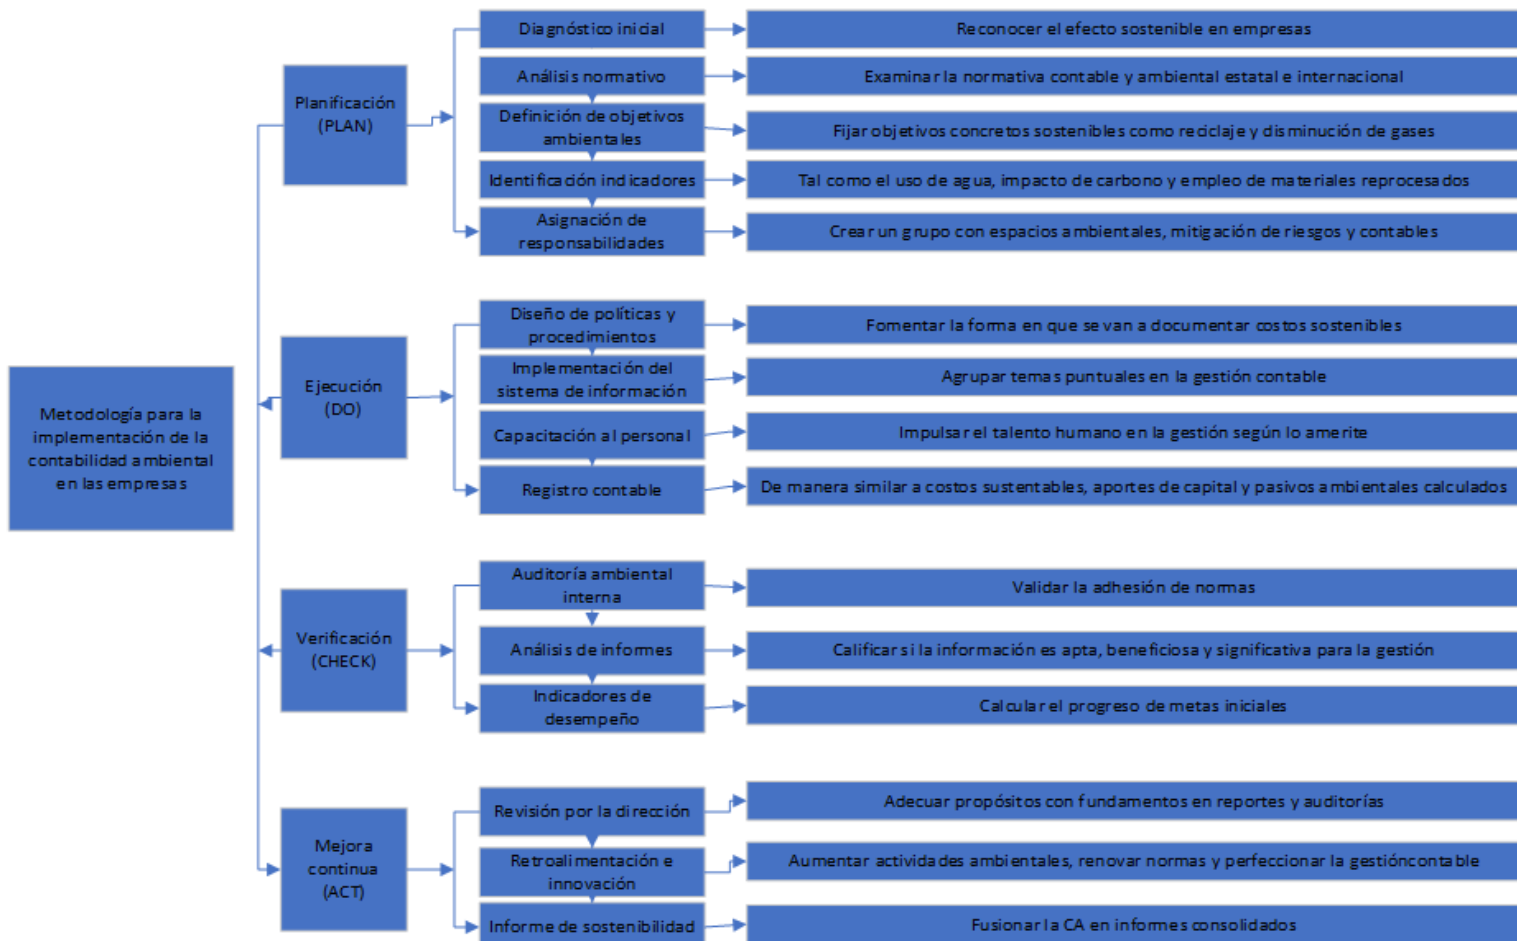 Metodología para la
implementación de la
contabilidad ambiental
en las empresas
Planificación
(PLAN)
Diagnóstico inicial
Reconocer el efecto sostenible en empresas
Análisis normativo
Examinar la normativa contable y ambiental estatal e internacional
Definición de objetivos
ambientales
Fijar objetivos concretos sostenibles como reciclaje y disminución de gases
Identificación indicadores
Tal como el uso de agua, impacto de carbono y empleo de materiales reprocesados
Asignación de
responsabilidades
Crear un grupo con espacios ambientales, mitigación de riesgos y contables
Ejecución
(DO)
Diseño de políticas y
procedimientos
Fomentar la forma en que se van a documentar costos sostenibles
Implementación del
sistema de información
Agrupar temas puntuales en la gestión contable
Capacitación al personal
Impulsar el talento humano en la gestión según lo amerite
Registro contable
De manera similar a costos sustentables, aportes de capital y pasivos ambientales calculados
Verificación
(CHECK)
Auditoría ambiental
interna
Validar la adhesión de normas
Análisis de informes
Calificar si la información es apta, beneficiosa y significativa para la gestión
Indicadores de
desempeño
Calcular el progreso de metas iniciales
Mejora
continua
(ACT)
Revisión por la dirección
Adecuar propósitos con fundamentos en reportes y auditorías
Retroalimentación e
innovación
Aumentar actividades ambientales, renovar normas y perfeccionar la gestióncontable
Informe de sostenibilidad
Fusionar la CA en informes consolidados